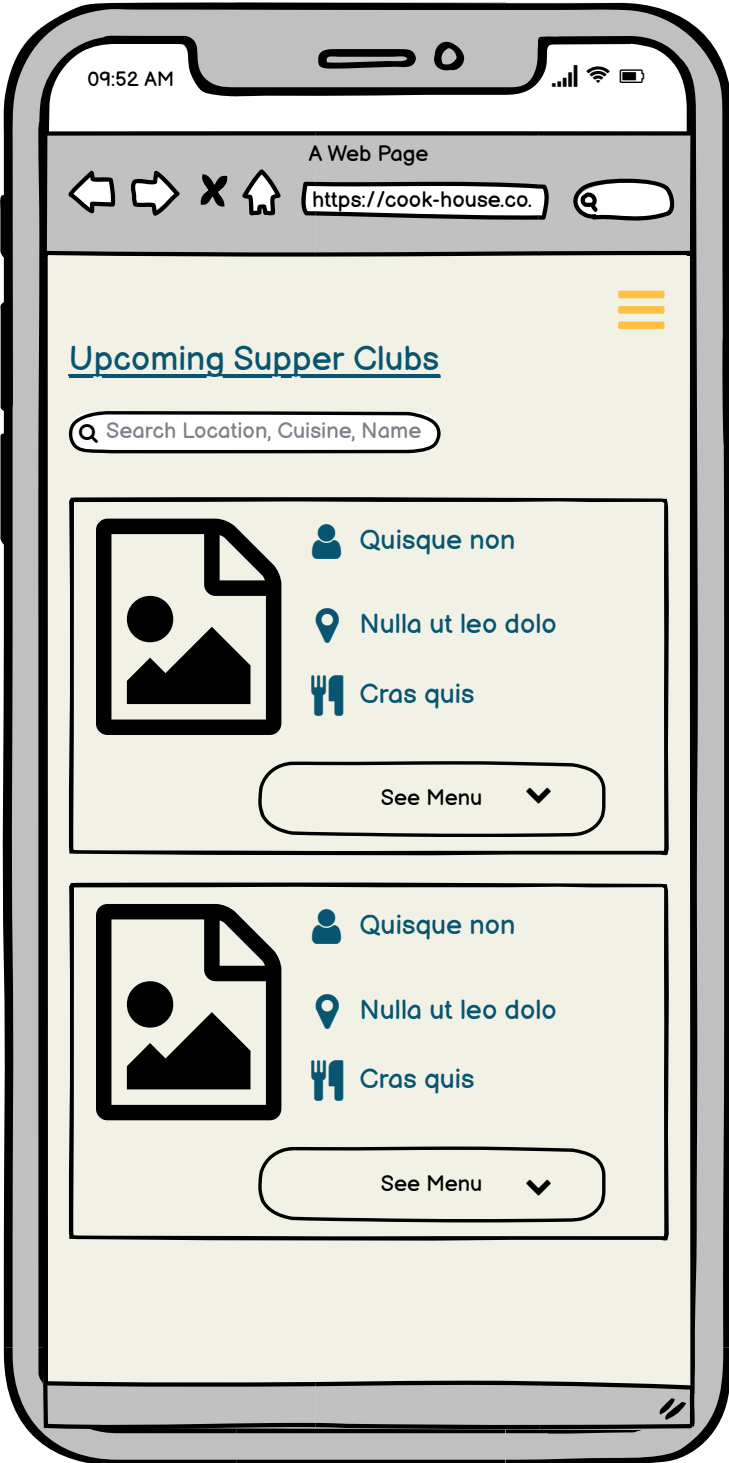 09:52 AM
A Web Page
https://cook-house.co.
Upcoming Supper Clubs
Search Location, Cuisine, Name
Quisque non
Nulla ut leo dolo
Cras quis
See Menu
Quisque non
Nulla ut leo dolo
Cras quis
See Menu